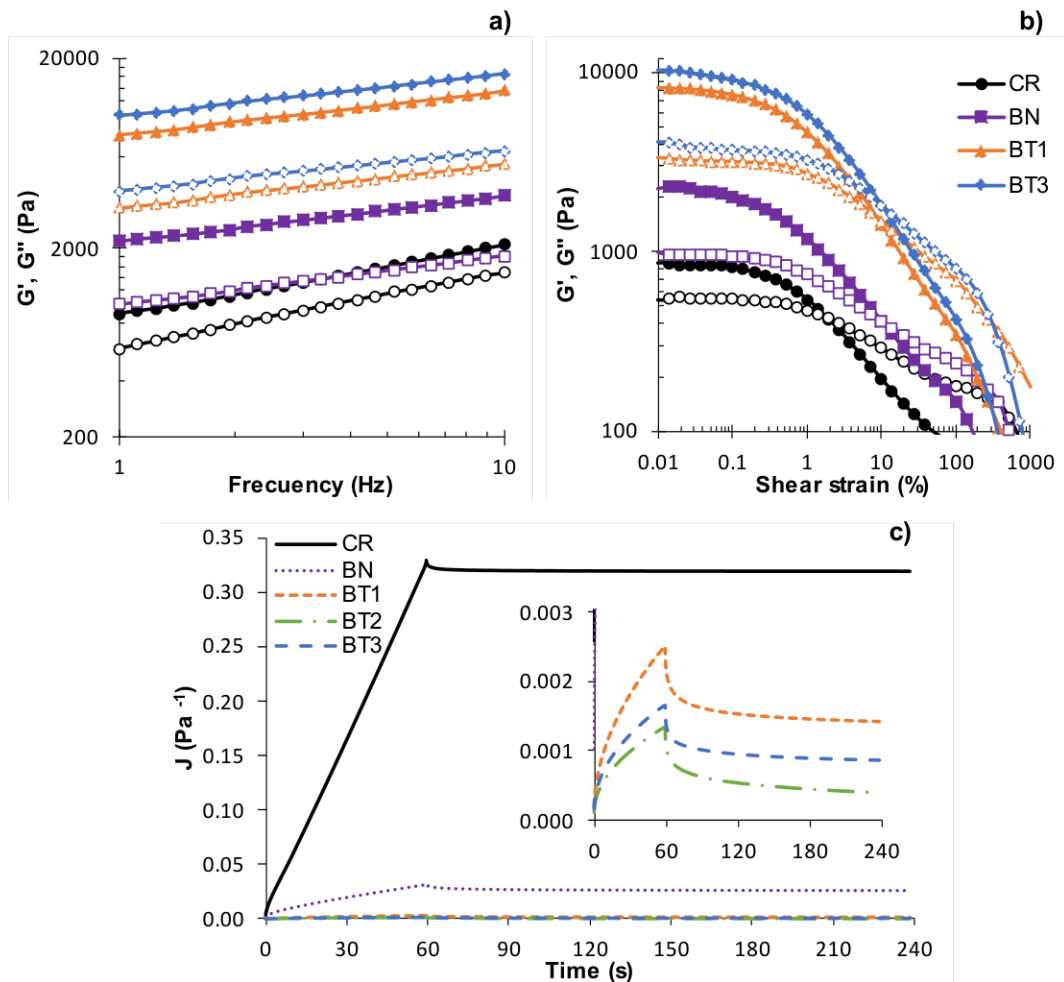 a)
20000
2000
200
G', G" (Pa)
1
10
Frecuency (Hz)
b)
10000
1000
100
G', G" (Pa)
0.01
0.1
1
10
100
1000
Shear strain (%)
CR
BN
BT1
BT3
c)
0.35
0.30
0.25
0.20
0.15
0.10
0.05
0.00
J (Pa -1)
0
30
60
90
120
150
180
210
240
Time (s)
CR
BN
BT1
BT2
BT3
0.003
0.002
0.001
0.000
0
60
120
180
240